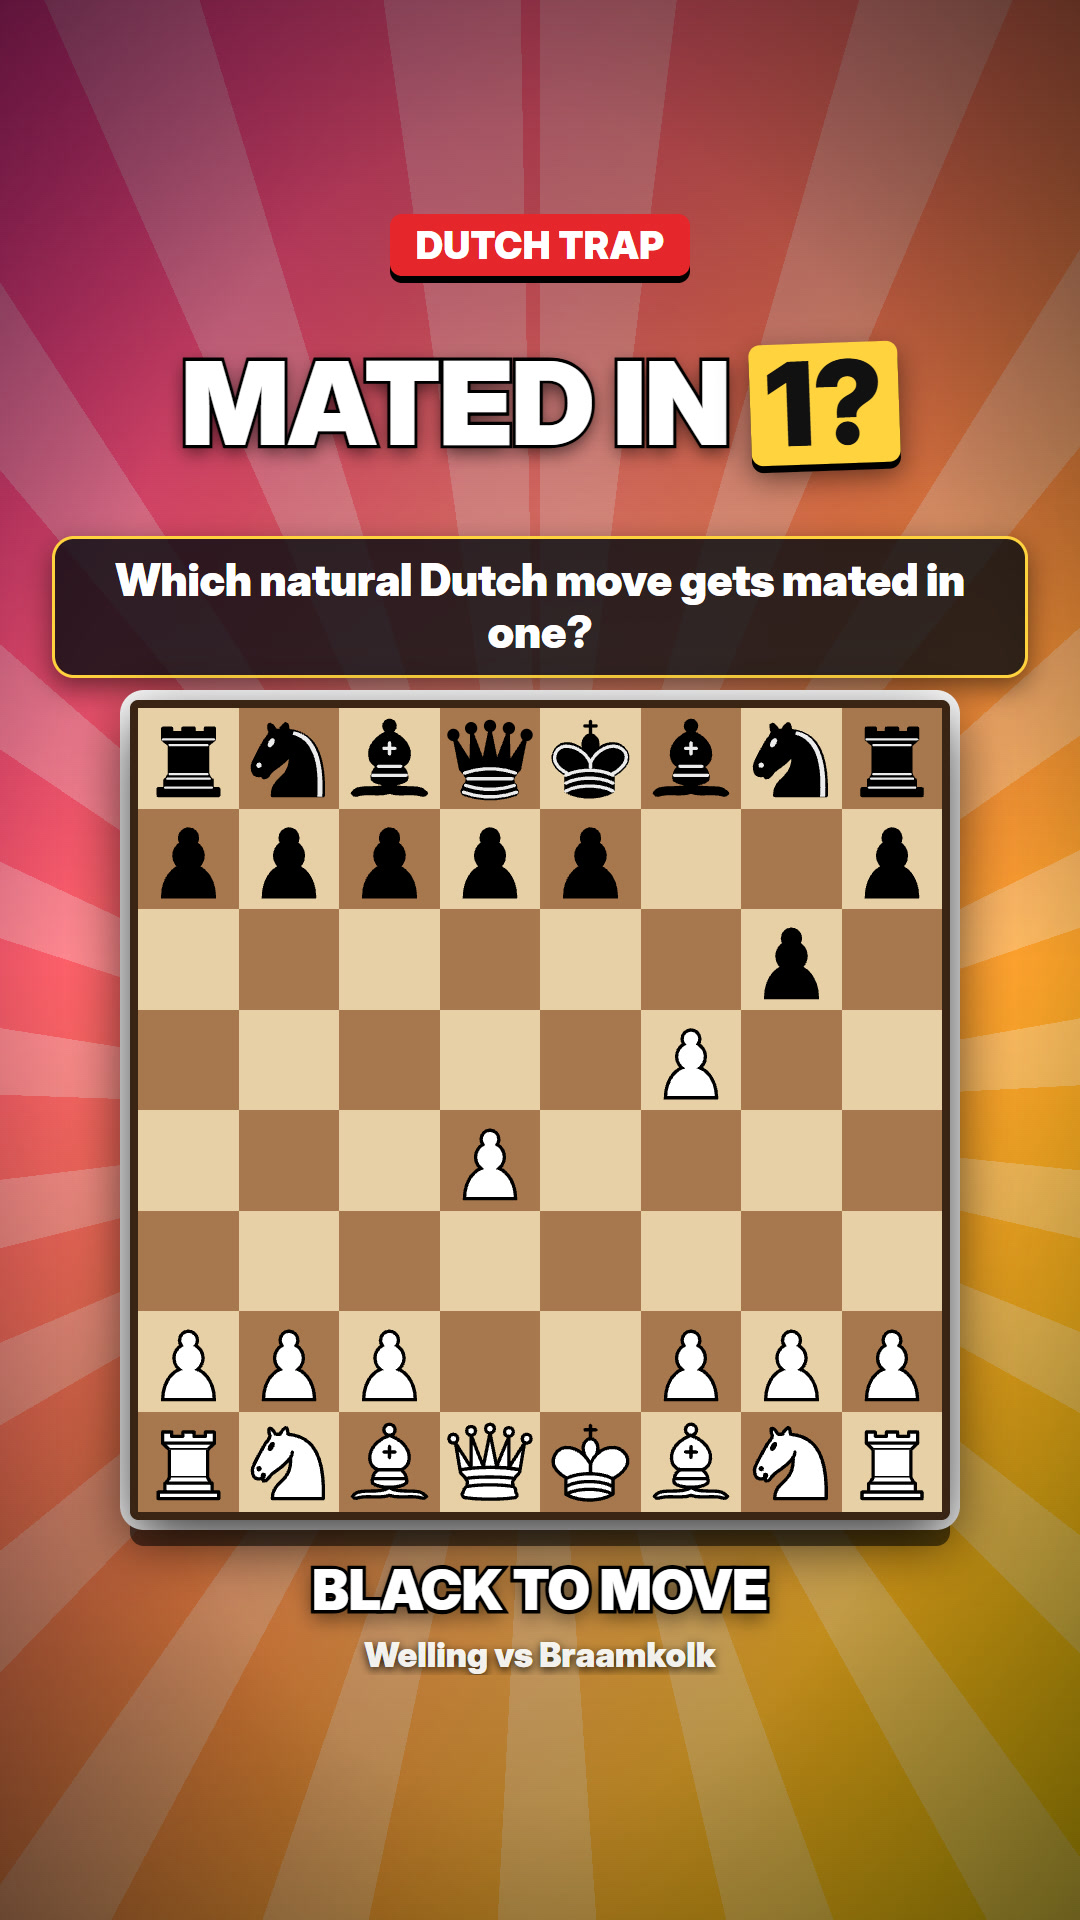 DUTCH TRAP
MATED IN 1?
Which natural Dutch move gets mated in
one?
BLACK TO MOVE
Welling vs Braamkolk